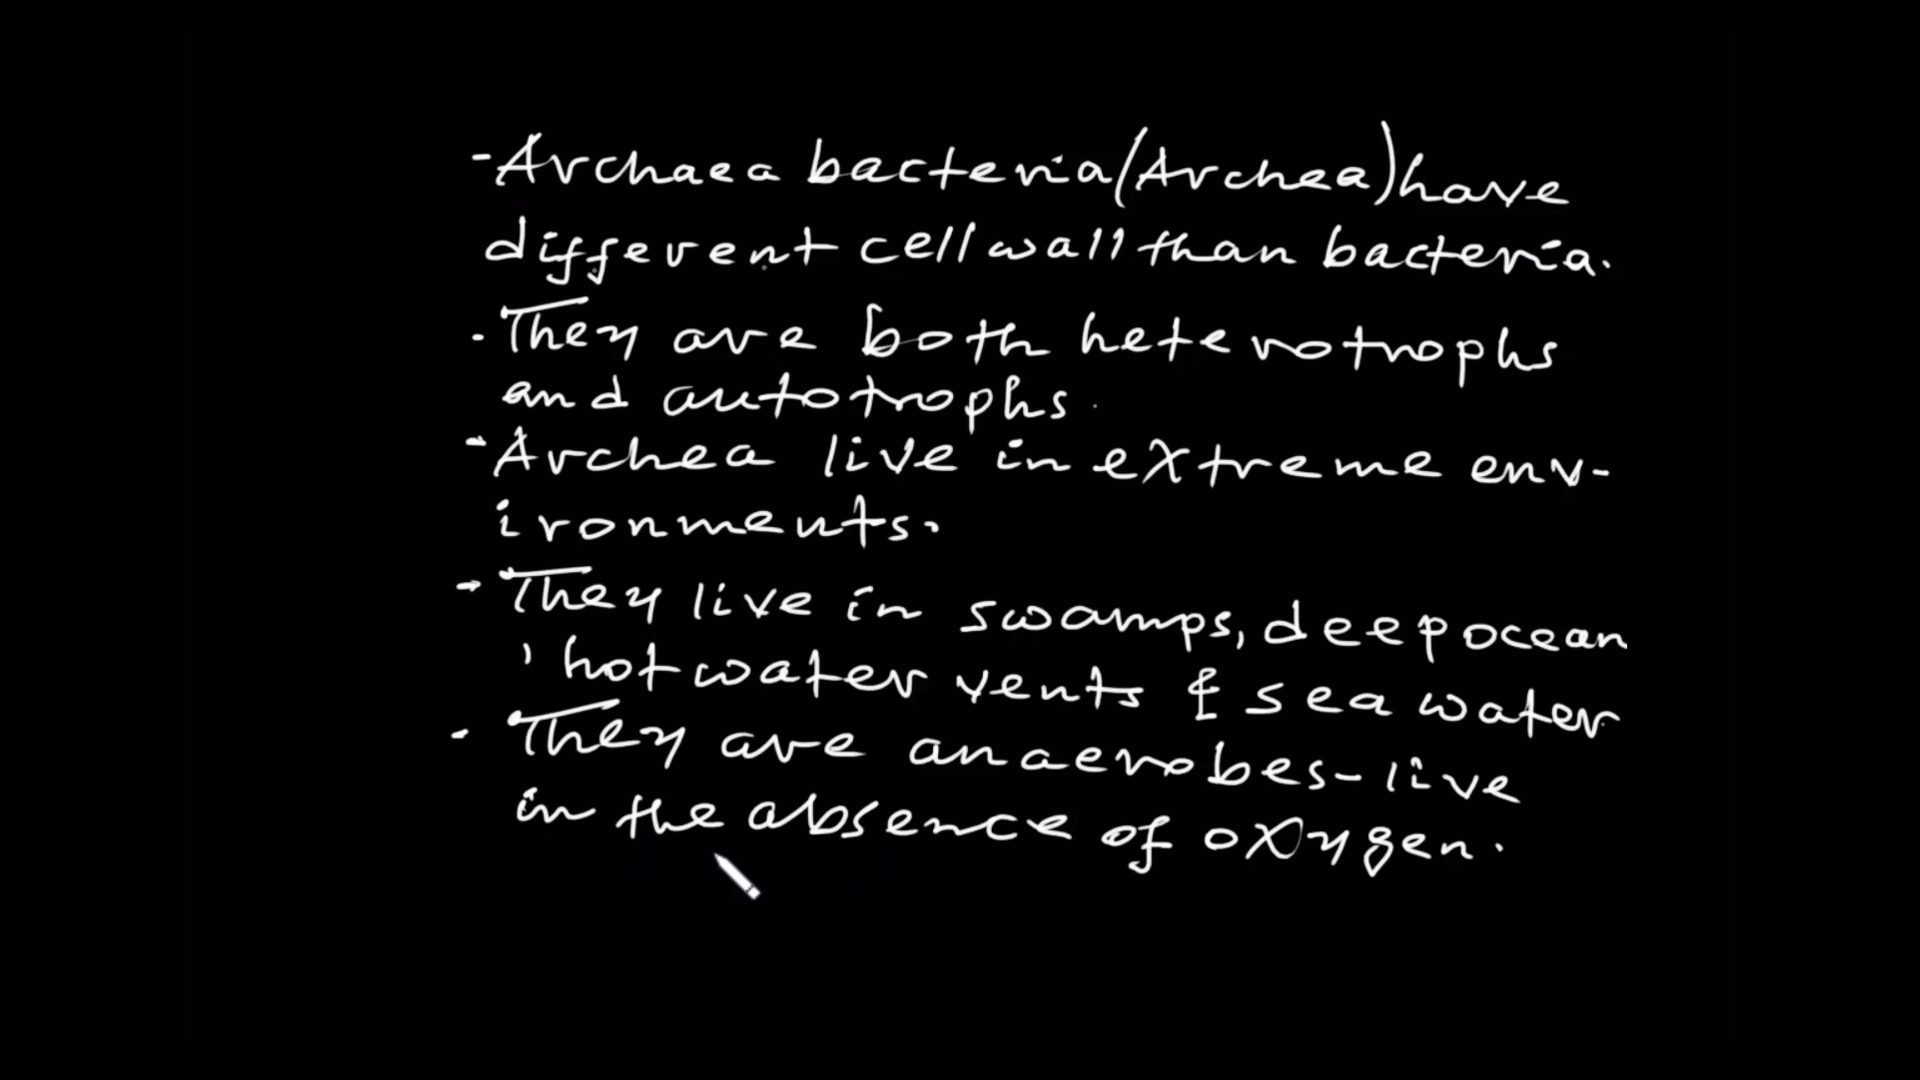 - Archaea bacteria (Archea) have
different cell wall than bacteria.
- They are both heterotrophs
and autotrophs.
- Archea live in extreme env-
ironments.
- They live in swamps, deep ocean
, hot water vents & sea water
- They are anaerobes - live
in the absence of oxygen.